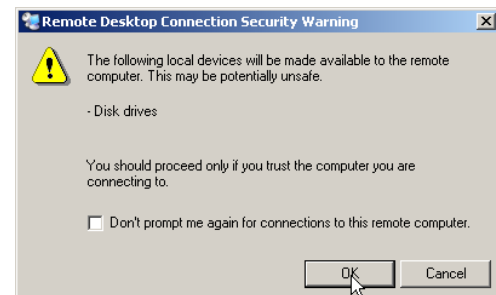 Remote Desktop Connection Security Warning
The following local devices will be made available to the remote
computer. This may be potentially unsafe.
- Disk drives
You should proceed only if you trust the computer you are
connecting to.
Don't prompt me again for connections to this remote computer.
OK Cancel